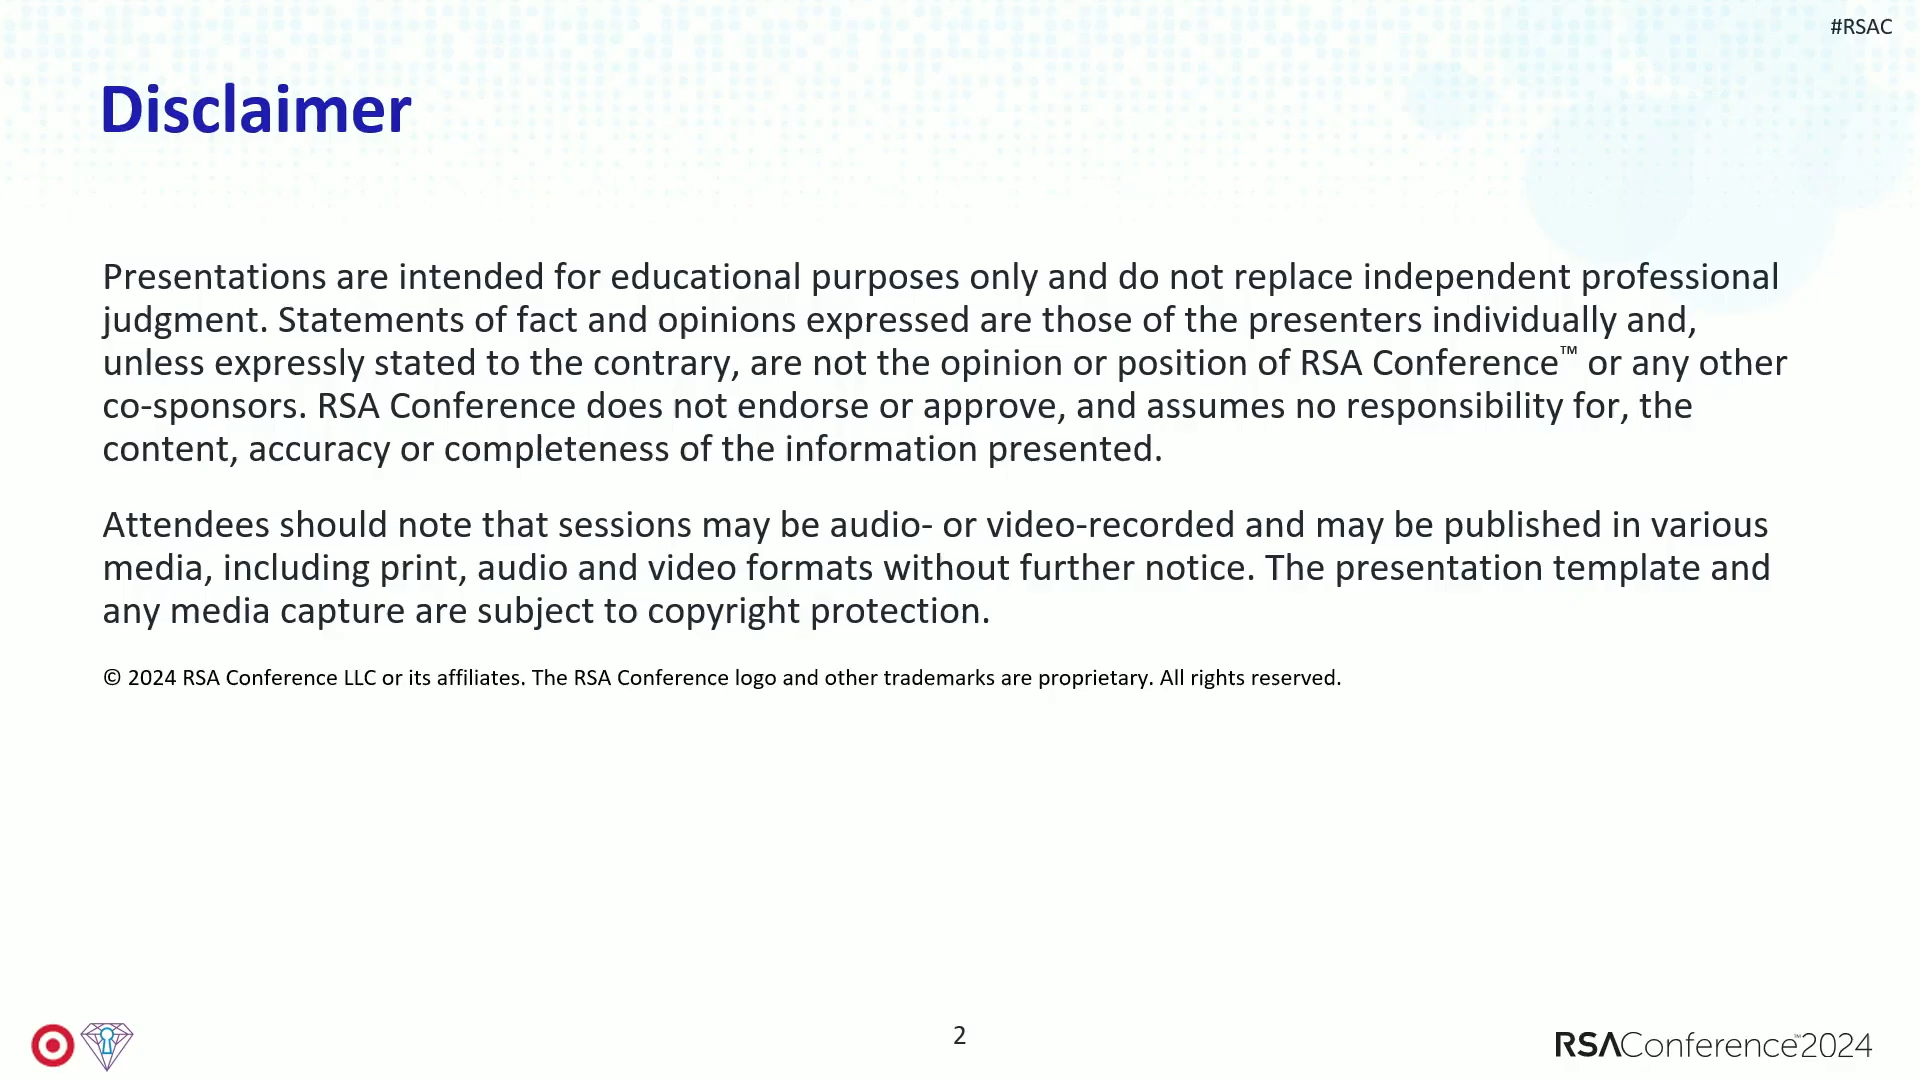 #RSAC
Disclaimer
Presentations are intended for educational purposes only and do not replace independent professional
judgment. Statements of fact and opinions expressed are those of the presenters individually and,
unless expressly stated to the contrary, are not the opinion or position of RSA Conference™ or any other
co-sponsors. RSA Conference does not endorse or approve, and assumes no responsibility for, the
content, accuracy or completeness of the information presented.
Attendees should note that sessions may be audio- or video-recorded and may be published in various
media, including print, audio and video formats without further notice. The presentation template and
any media capture are subject to copyright protection.
© 2024 RSA Conference LLC or its affiliates. The RSA Conference logo and other trademarks are proprietary. All rights reserved.
2
RSAConference™2024